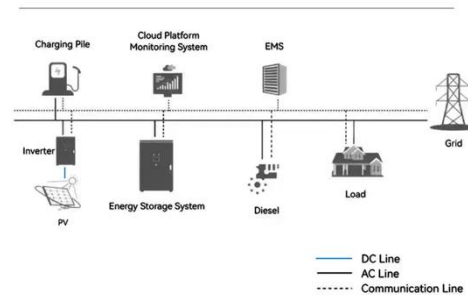 Charging Pile
Cloud Platform
Monitoring System
EMS
Grid
Inverter
PV
Energy Storage System
Diesel
Load
DC Line
AC Line
Communication Line